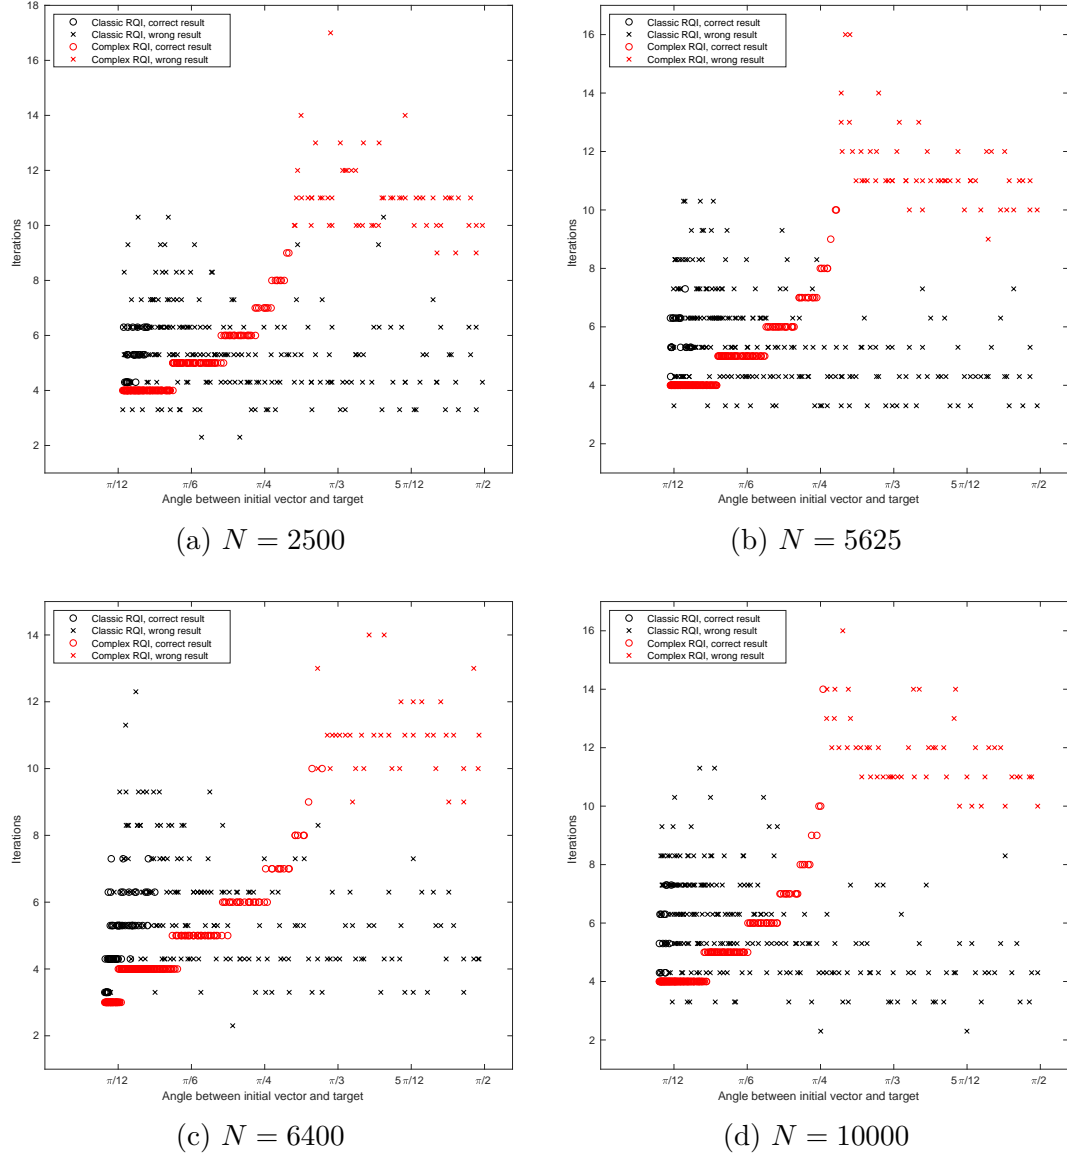 18
16
14
12
10
8
6
4
2
Iterations
Classic RQI, correct result
Classic RQI, wrong result
Complex RQI, correct result
Complex RQI, wrong result
π/12 π/6 π/4 π/3 5π/12 π/2
Angle between initial vector and target
(a) N = 2500
16
14
12
10
8
6
4
2
Iterations
Classic RQI, correct result
Classic RQI, wrong result
Complex RQI, correct result
Complex RQI, wrong result
π/12 π/6 π/4 π/3 5π/12 π/2
Angle between initial vector and target
(b) N = 5625
14
12
10
8
6
4
2
Iterations
Classic RQI, correct result
Classic RQI, wrong result
Complex RQI, correct result
Complex RQI, wrong result
π/12 π/6 π/4 π/3 5π/12 π/2
Angle between initial vector and target
(c) N = 6400
16
14
12
10
8
6
4
2
Iterations
Classic RQI, correct result
Classic RQI, wrong result
Complex RQI, correct result
Complex RQI, wrong result
π/12 π/6 π/4 π/3 5π/12 π/2
Angle between initial vector and target
(d) N = 10000